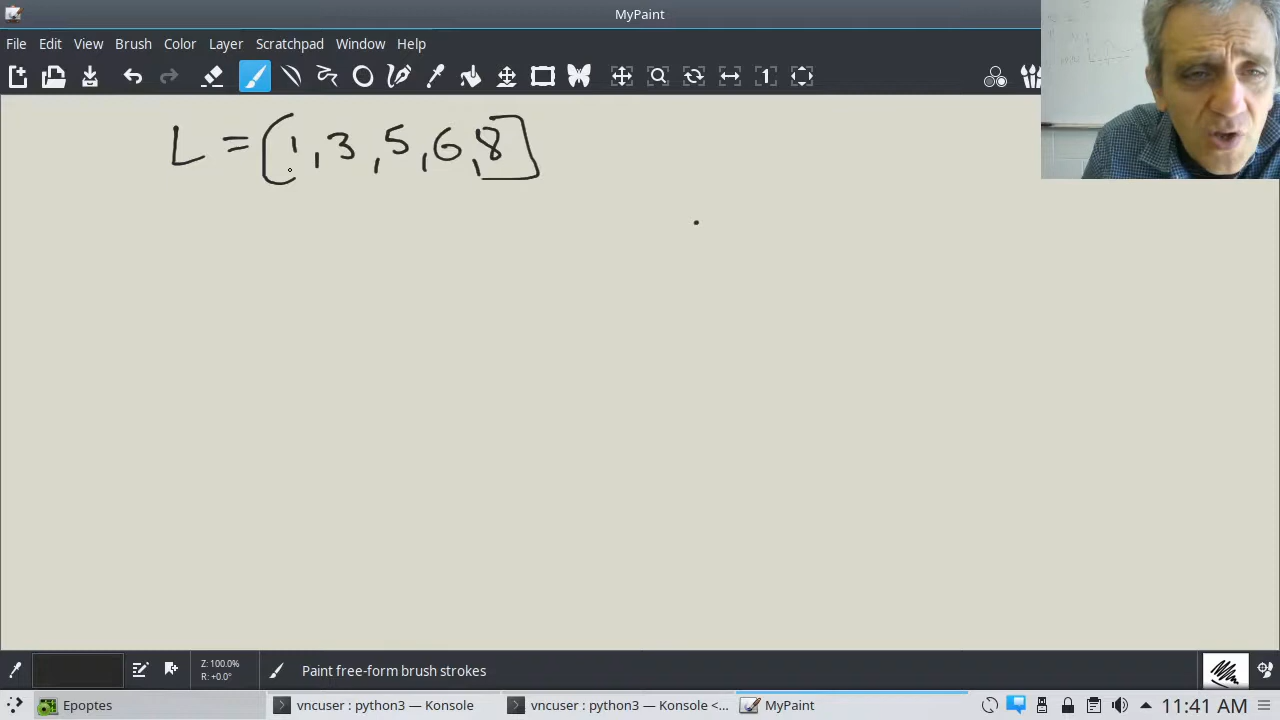 MyPaint
File Edit View Brush Color Layer Scratchpad Window Help
L = [1, 3, 5, 6, 8]
Z: 100.0%
R: +0.0°
Paint free-form brush strokes
Epoptes vncuser : python3 — Konsole vncuser : python3 — Konsole <... MyPaint 11:41 AM